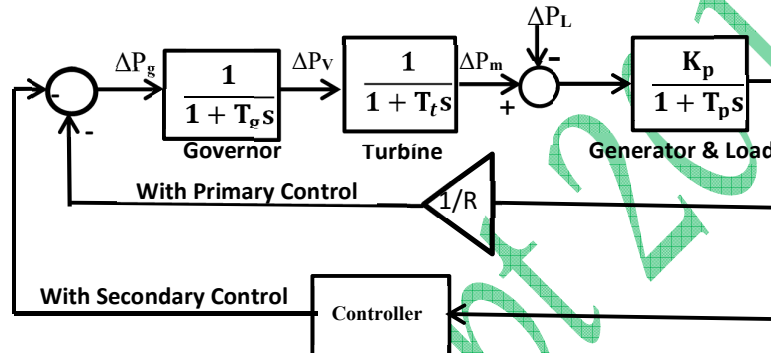 ΔP_L
ΔP_g
1
1 + T_g s
Governor
ΔP_V
1
1 + T_t s
Turbine
ΔP_m
-
+
K_p
1 + T_p s
Generator & Load
-
-
With Primary Control
1/R
With Secondary Control
Controller